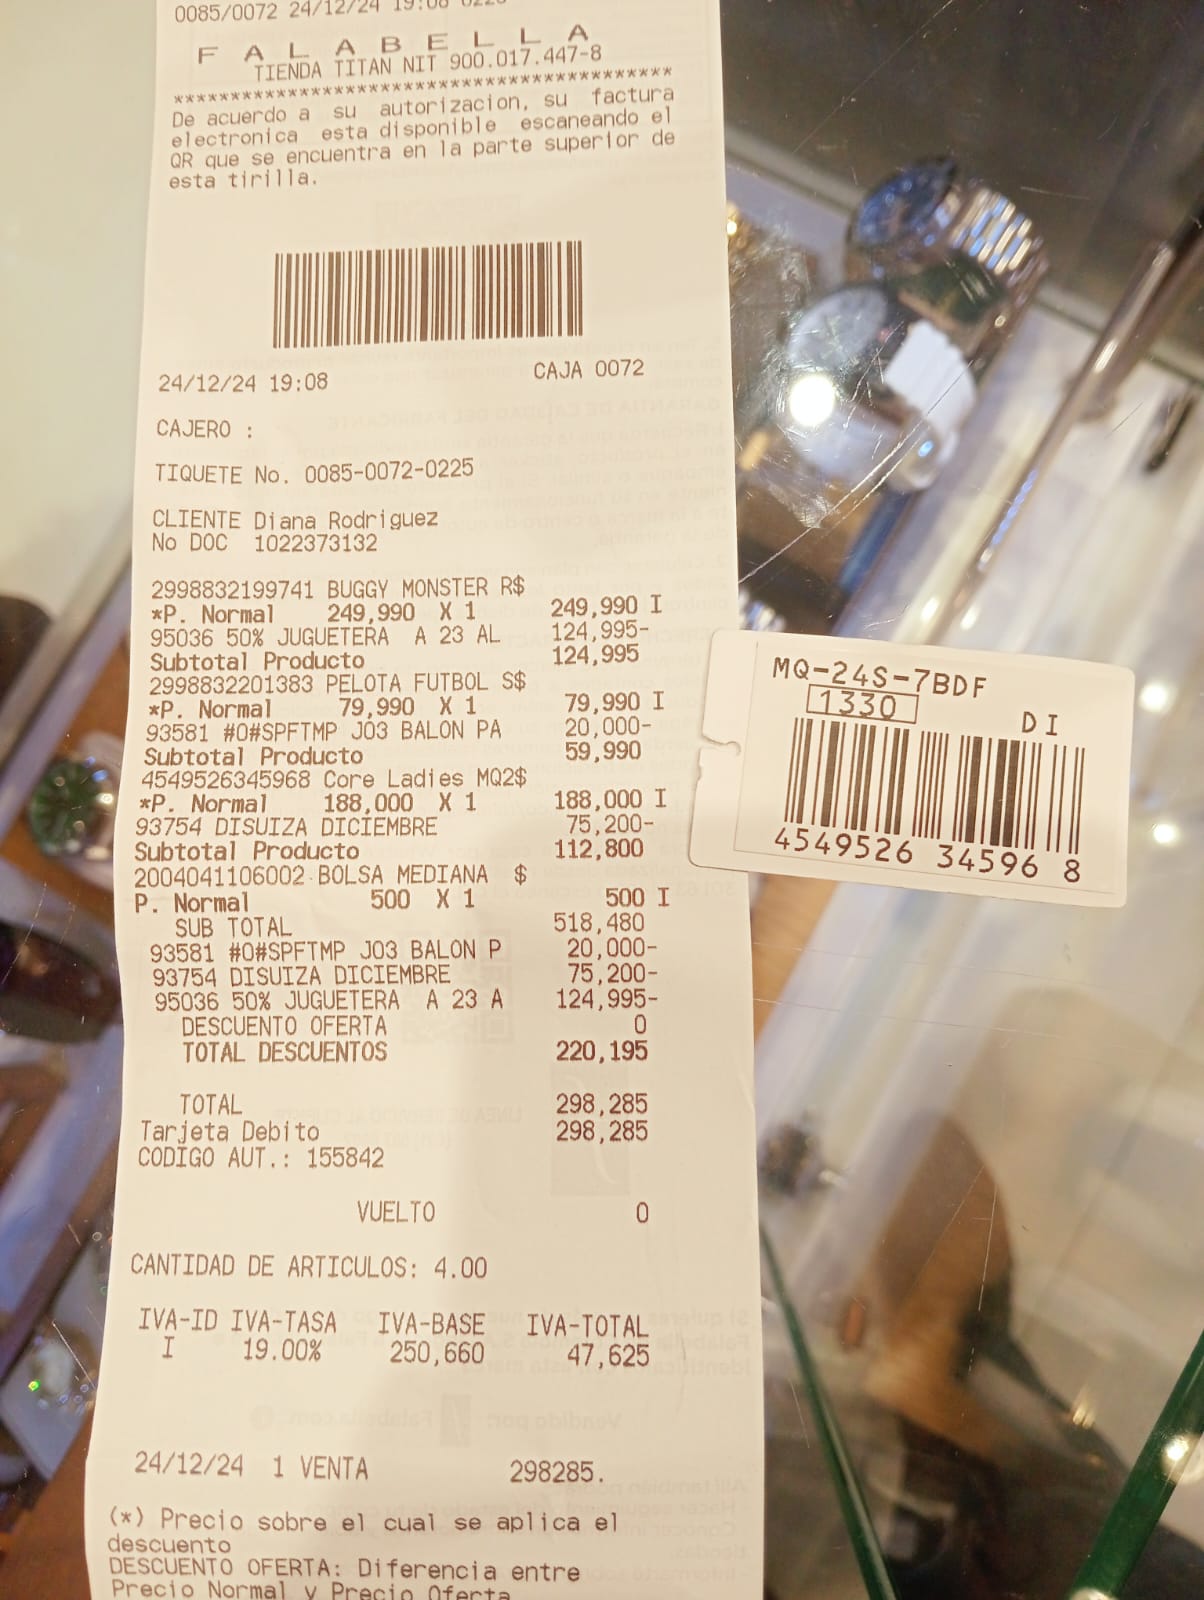 0085/0072 24/12/24 19:08 0225
F A L A B E L L A
TIENDA TITAN NIT 900.017.447-8
********************************************
De acuerdo a su autorizacion, su factura
electronica esta disponible escaneando el
QR que se encuentra en la parte superior de
esta tirilla.
24/12/24 19:08 CAJA 0072
CAJERO :
TIQUETE No. 0085-0072-0225
CLIENTE Diana Rodriguez
No DOC 1022373132
2998832199741 BUGGY MONSTER R$
*P. Normal 249,990 X 1 249,990 I
95036 50% JUGUETERA A 23 AL 124,995-
Subtotal Producto 124,995
2998832201383 PELOTA FUTBOL S$
*P. Normal 79,990 X 1 79,990 I
93581 #0#SPFTMP J03 BALON PA 20,000-
Subtotal Producto 59,990
4549526345968 Core Ladies MQ2$
*P. Normal 188,000 X 1 188,000 I
93754 DISUIZA DICIEMBRE 75,200-
Subtotal Producto 112,800
2004041106002 BOLSA MEDIANA $
P. Normal 500 X 1 500 I
SUB TOTAL 518,480
93581 #0#SPFTMP J03 BALON P 20,000-
93754 DISUIZA DICIEMBRE 75,200-
95036 50% JUGUETERA A 23 A 124,995-
DESCUENTO OFERTA 0
TOTAL DESCUENTOS 220,195
TOTAL 298,285
Tarjeta Debito 298,285
CODIGO AUT.: 155842
VUELTO 0
CANTIDAD DE ARTICULOS: 4.00
IVA-ID IVA-TASA IVA-BASE IVA-TOTAL
I 19.00% 250,660 47,625
24/12/24 1 VENTA 298285.
(*) Precio sobre el cual se aplica el
descuento
DESCUENTO OFERTA: Diferencia entre
Precio Normal y Precio Oferta
MQ-24S-7BDF
1330
DI
4549526 34596 8